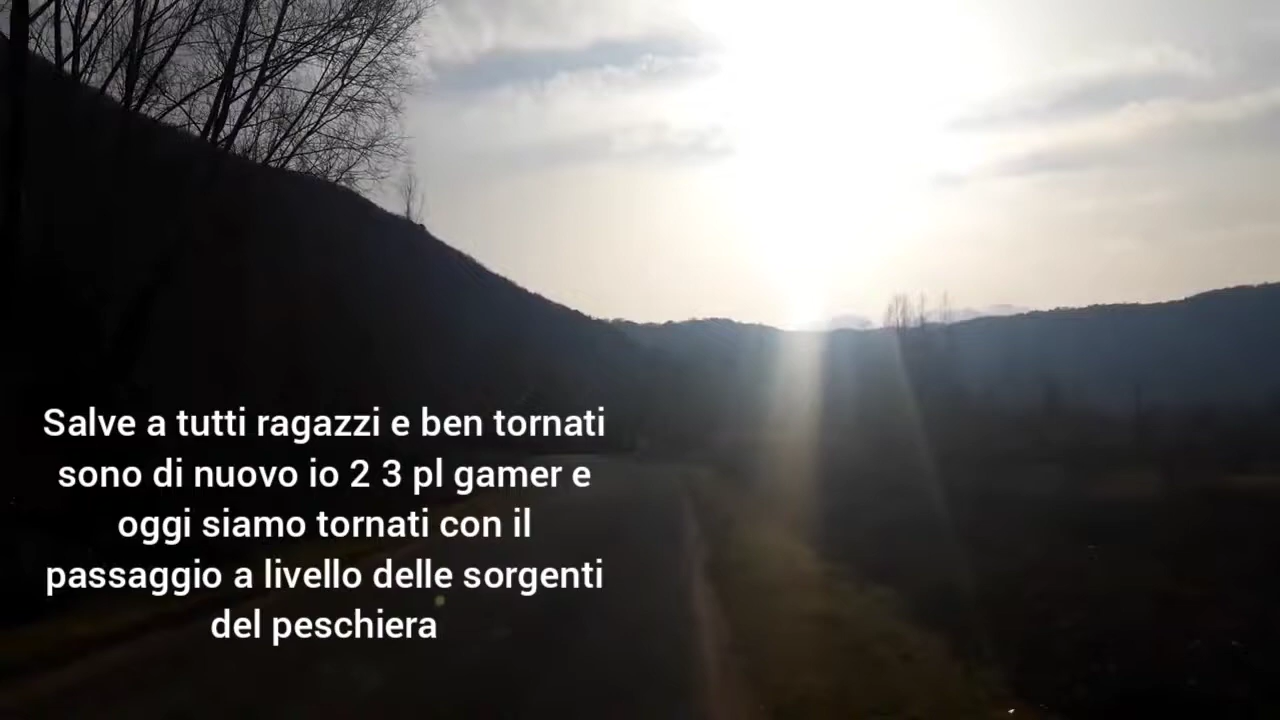 Salve a tutti ragazzi e ben tornati
sono di nuovo io 2 3 pl gamer e
oggi siamo tornati con il
passaggio a livello delle sorgenti
del peschiera